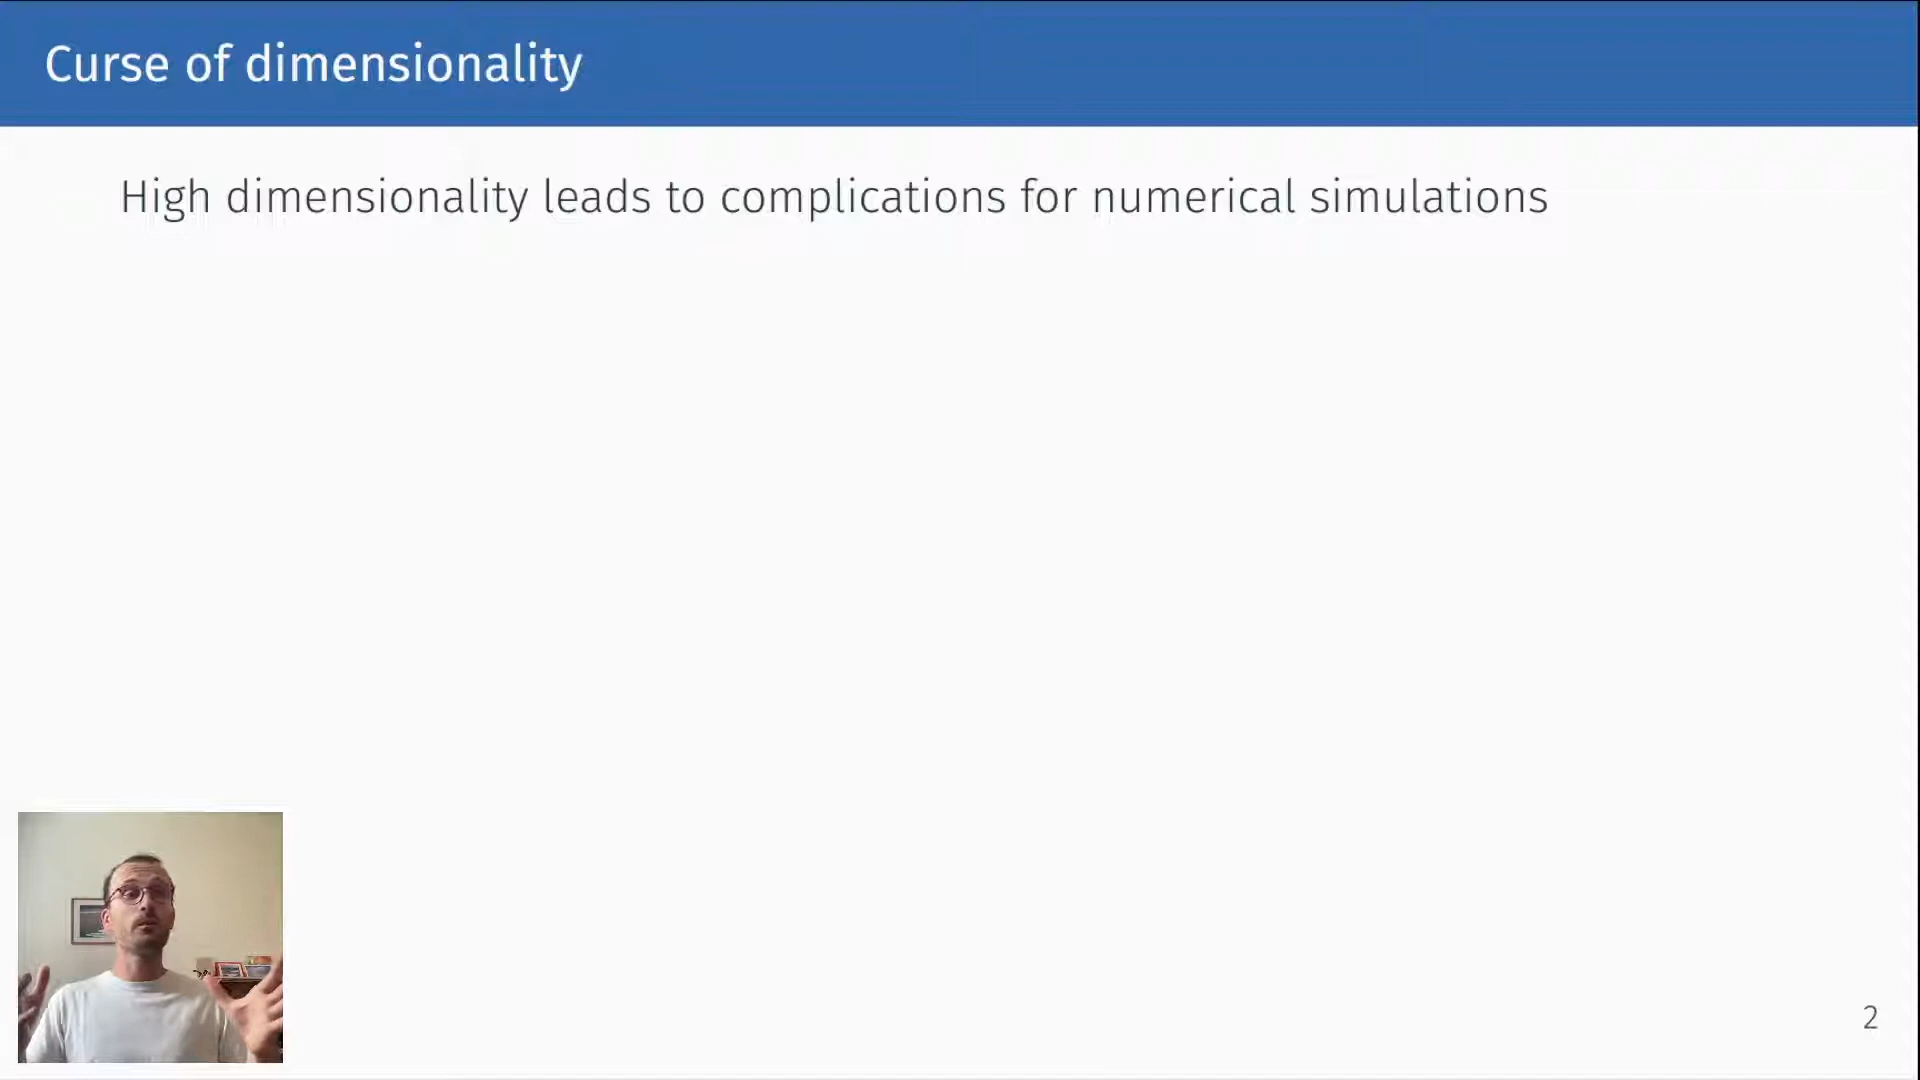 Curse of dimensionality
High dimensionality leads to complications for numerical simulations
2